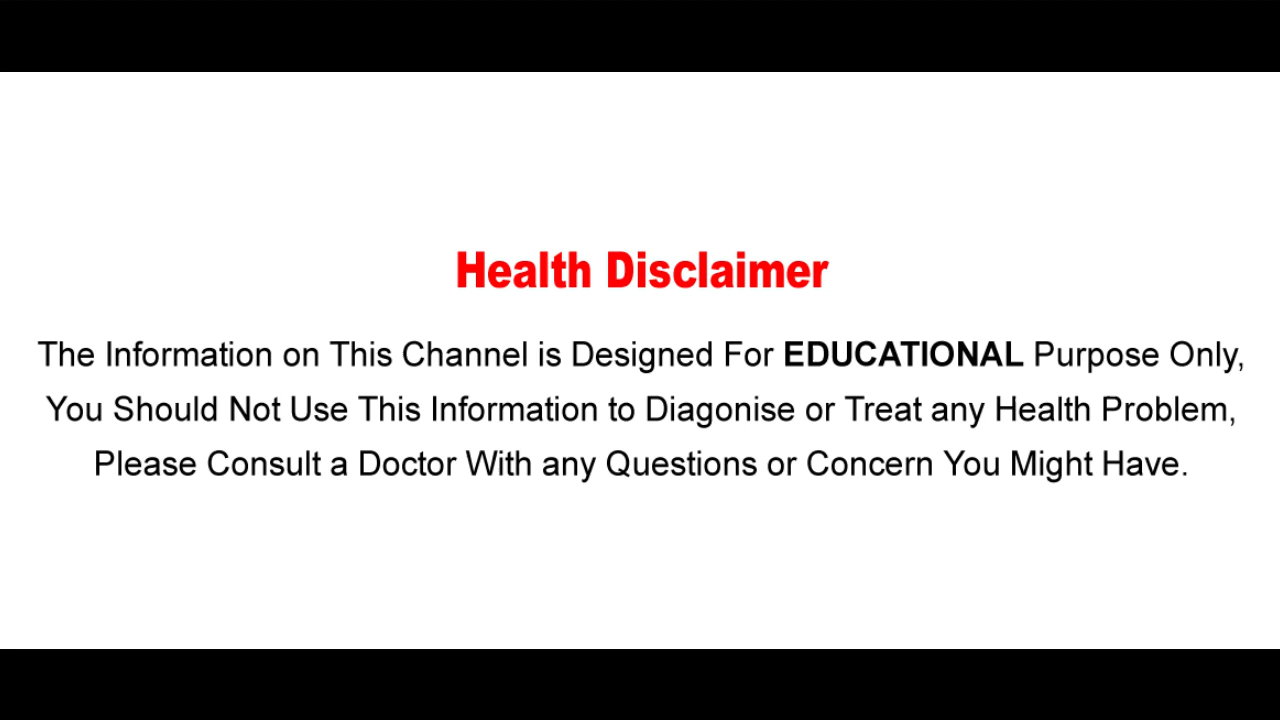 Health Disclaimer
The Information on This Channel is Designed For EDUCATIONAL Purpose Only,
You Should Not Use This Information to Diagonise or Treat any Health Problem,
Please Consult a Doctor With any Questions or Concern You Might Have.